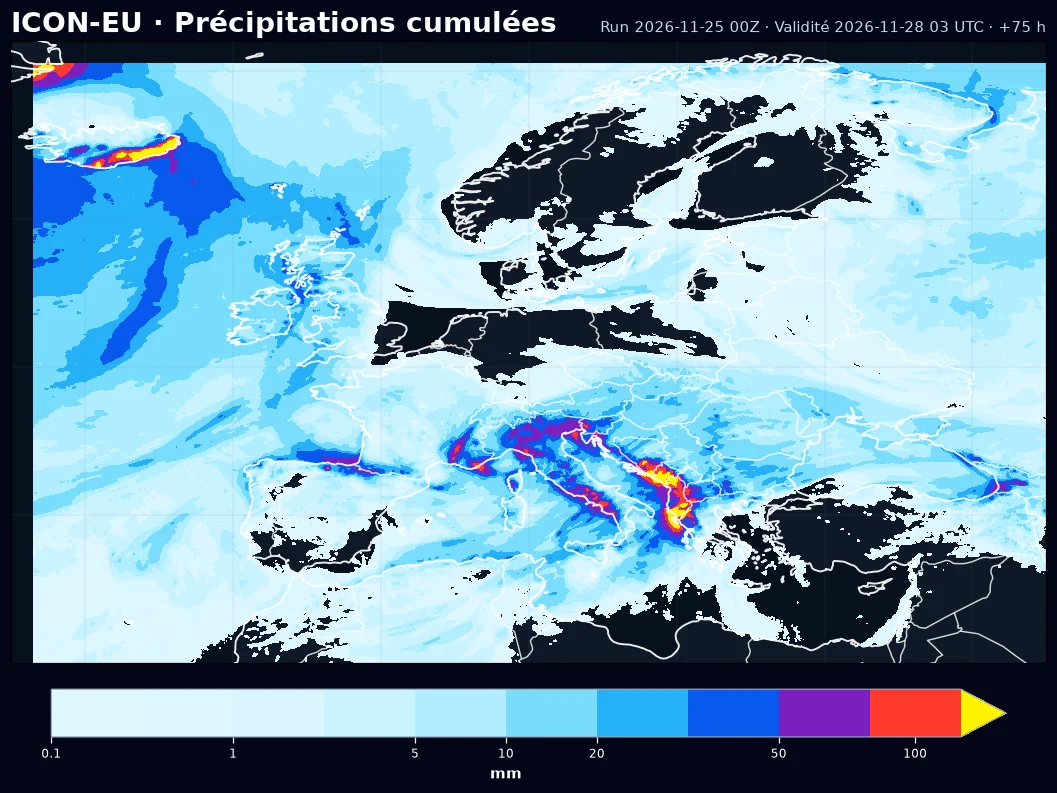 ICON-EU · Précipitations cumulées
Run 2026-11-25 00Z · Validité 2026-11-28 03 UTC · +75 h
0.1 1 5 10 20 50 100
mm